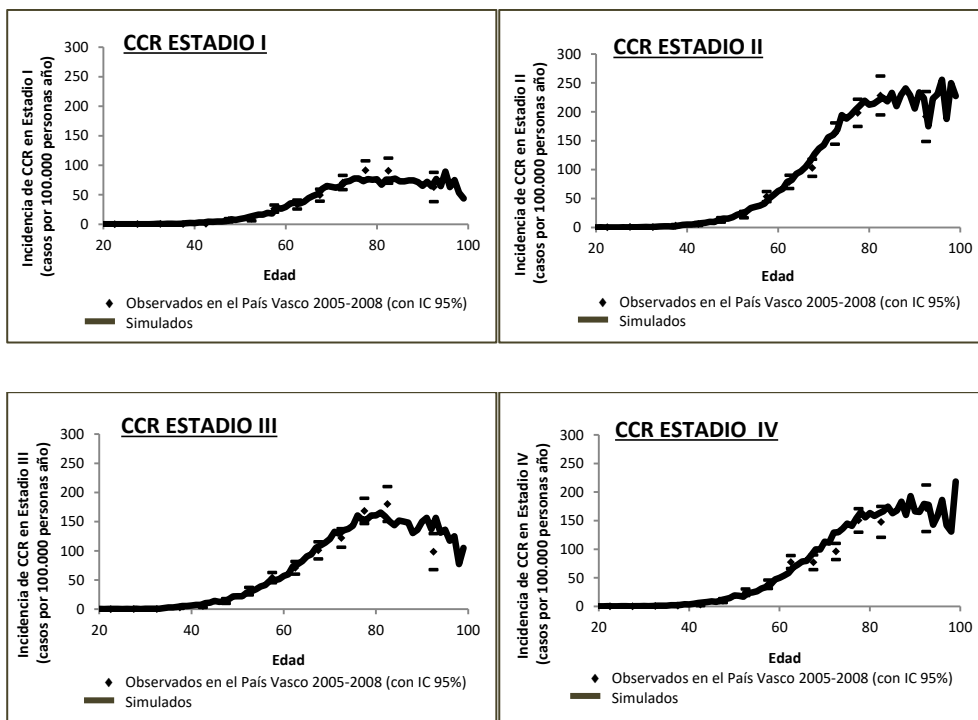 CCR ESTADIO I
Incidencia de CCR en Estadio I
(casos por 100.000 personas año)
300
250
200
150
100
50
0
20 40 60 80 100
Edad
Observados en el País Vasco 2005-2008 (con IC 95%)
Simulados
CCR ESTADIO II
Incidencia de CCR en Estadio II
(casos por 100.000 personas año)
300
250
200
150
100
50
0
20 40 60 80 100
Edad
Observados en el País Vasco 2005-2008 (con IC 95%)
Simulados
CCR ESTADIO III
Incidencia de CCR en Estadio III
(casos por 100.000 personas año)
300
250
200
150
100
50
0
20 40 60 80 100
Edad
Observados en el País Vasco 2005-2008 (con IC 95%)
Simulados
CCR ESTADIO IV
Incidencia de CCR en Estadio IV
(casos por 100.000 personas año)
300
250
200
150
100
50
0
20 40 60 80 100
Edad
Observados en el País Vasco 2005-2008 (con IC 95%)
Simulados